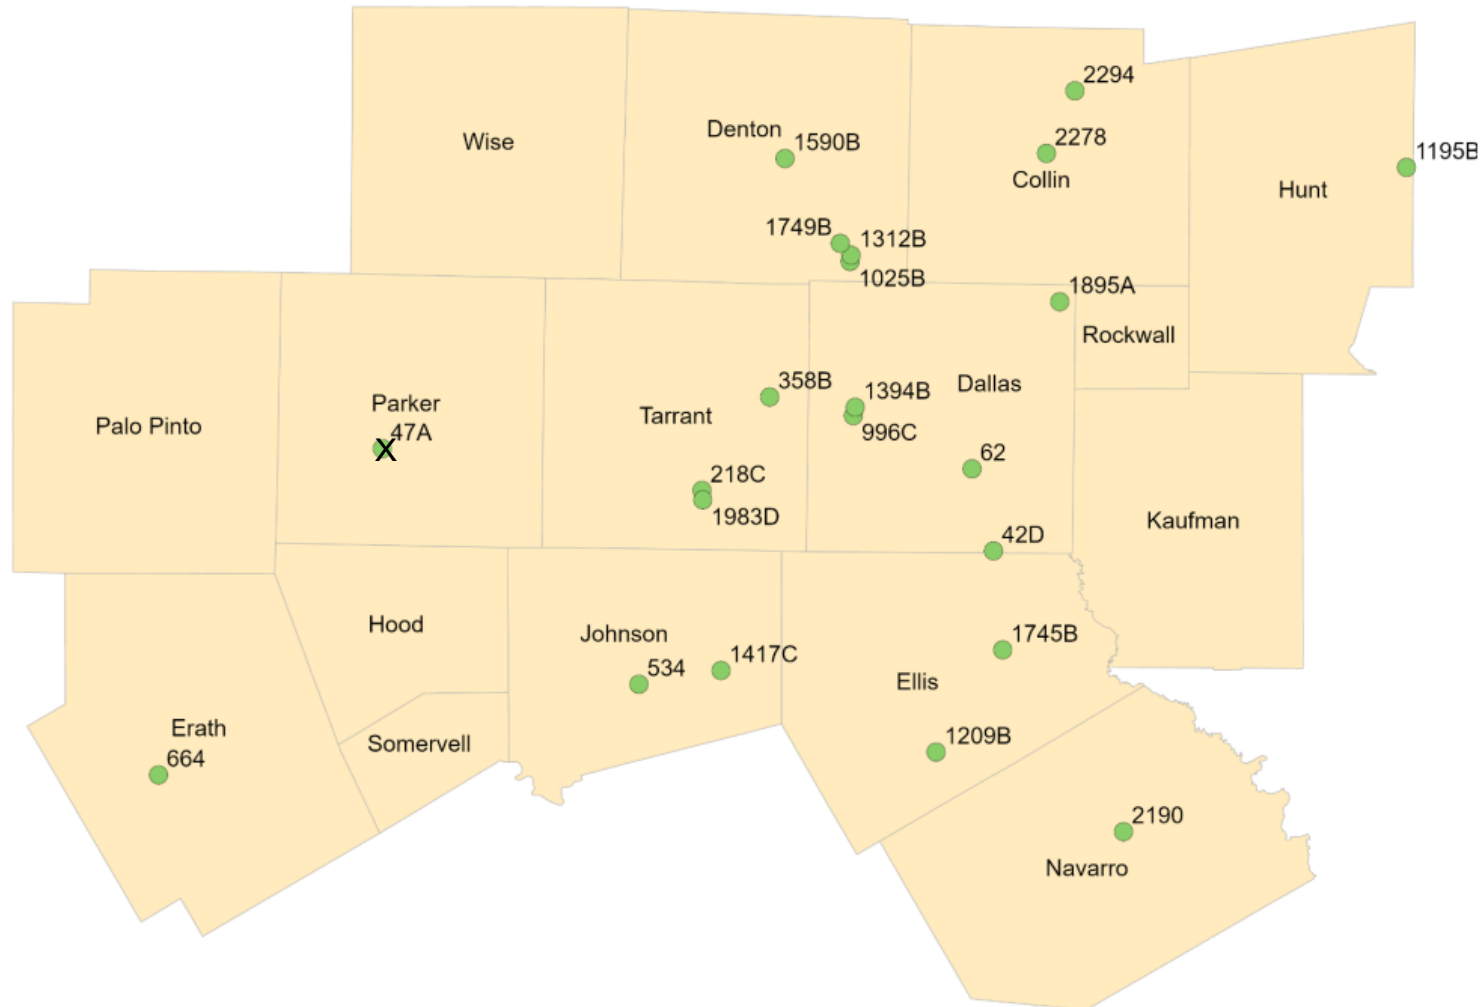 2294
Denton
1590B
2278
Wise
1195B
Collin
Hunt
1749B
1312B
1025B
1895A
Rockwall
358B
Dallas
1394B
Parker
Tarrant
Palo Pinto
47A
X
996C
62
218C
1983D
Kaufman
42D
Hood
Johnson
1745B
1417C
534
Ellis
Erath
1209B
Somervell
664
2190
Navarro